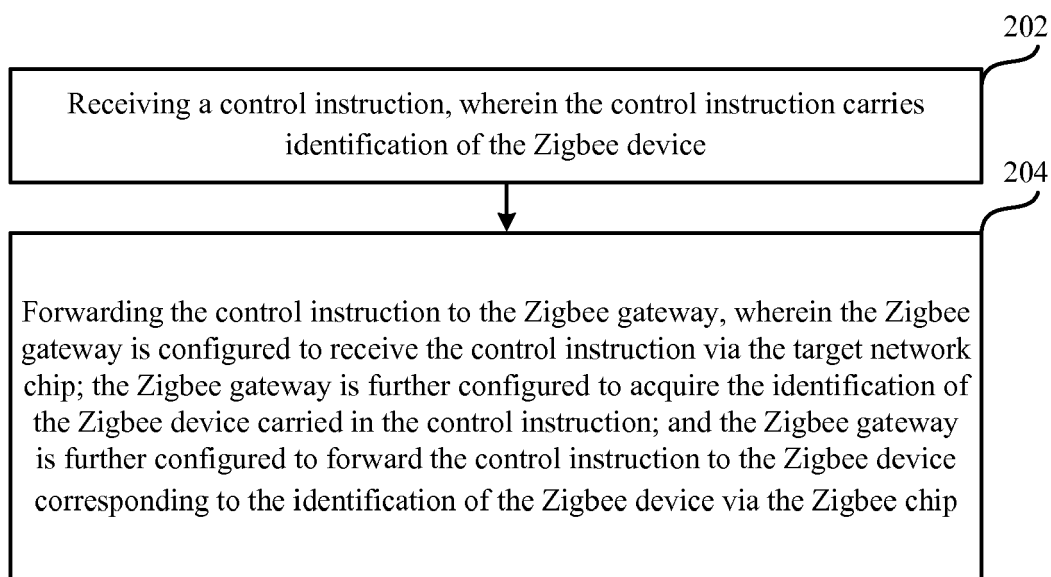 202
Receiving a control instruction, wherein the control instruction carries
identification of the Zigbee device
204
Forwarding the control instruction to the Zigbee gateway, wherein the Zigbee
gateway is configured to receive the control instruction via the target network
chip; the Zigbee gateway is further configured to acquire the identification of
the Zigbee device carried in the control instruction; and the Zigbee gateway
is further configured to forward the control instruction to the Zigbee device
corresponding to the identification of the Zigbee device via the Zigbee chip